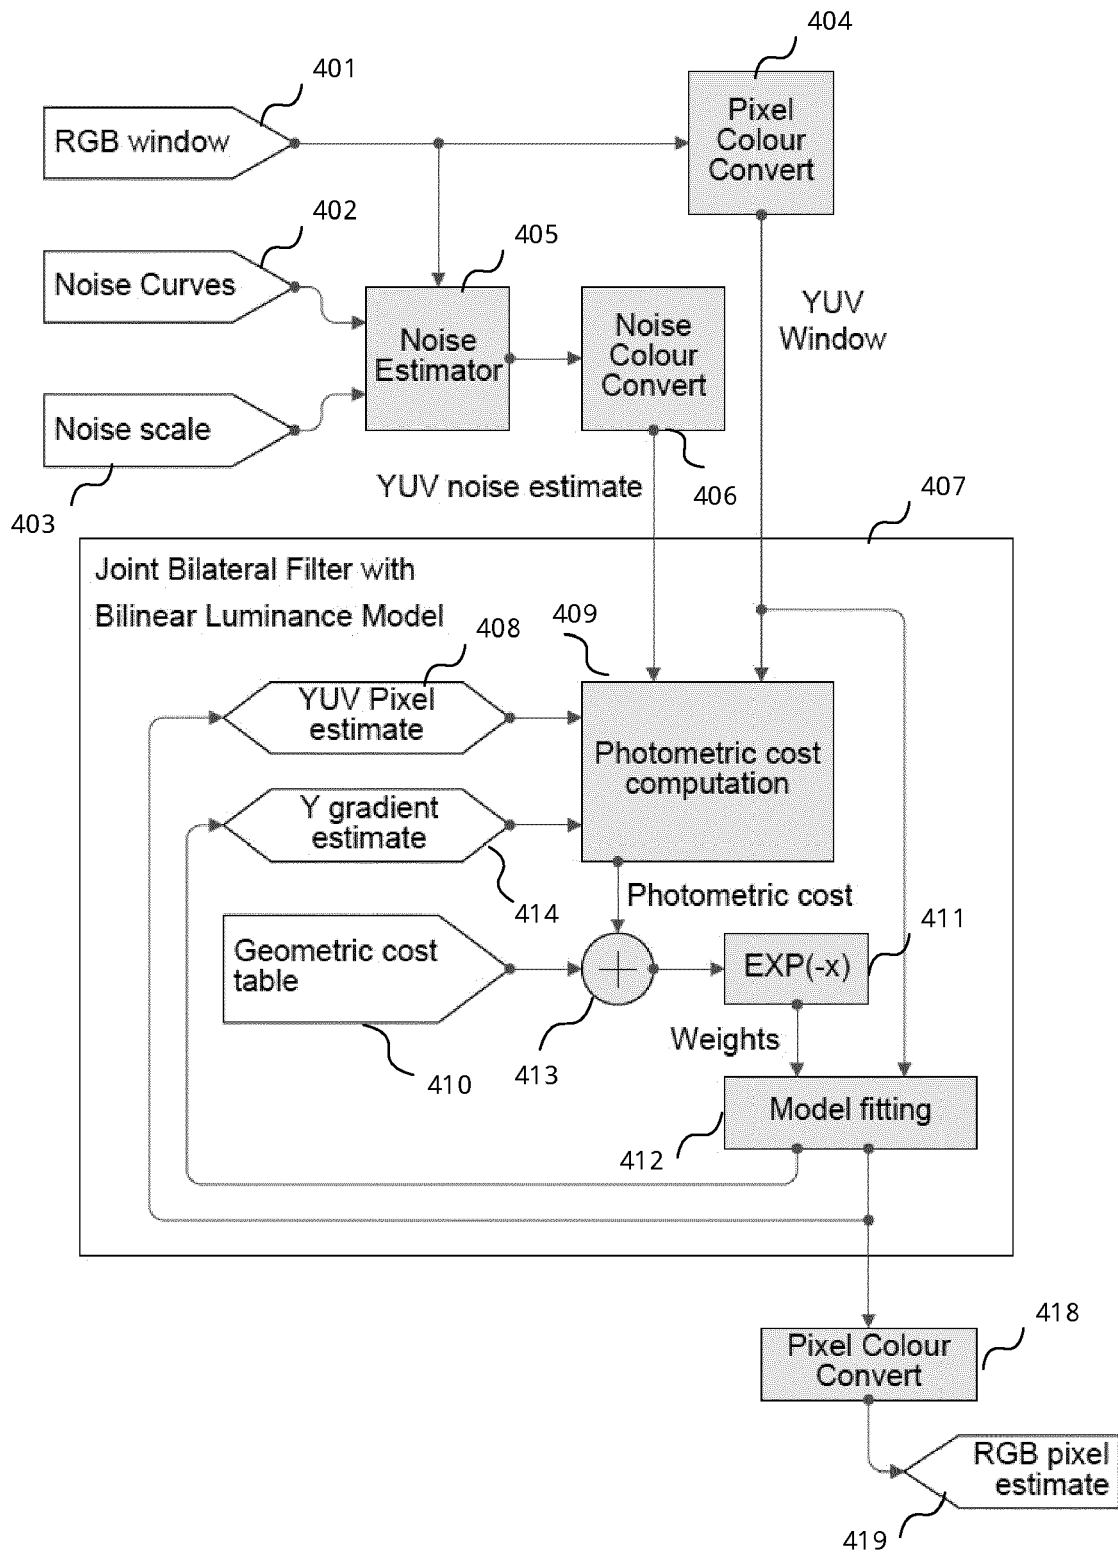 404
401
Pixel
Colour
Convert
RGB window
402
405
Noise Curves
YUV
Window
Noise
Estimator
Noise
Colour
Convert
Noise scale
403
YUV noise estimate
406
407
Joint Bilateral Filter with
Bilinear Luminance Model
408
409
YUV Pixel
estimate
Photometric cost
computation
Y gradient
estimate
414
Photometric cost
411
Geometric cost
table
EXP(-x)
410
413
Weights
Model fitting
412
418
Pixel Colour
Convert
RGB pixel
estimate
419